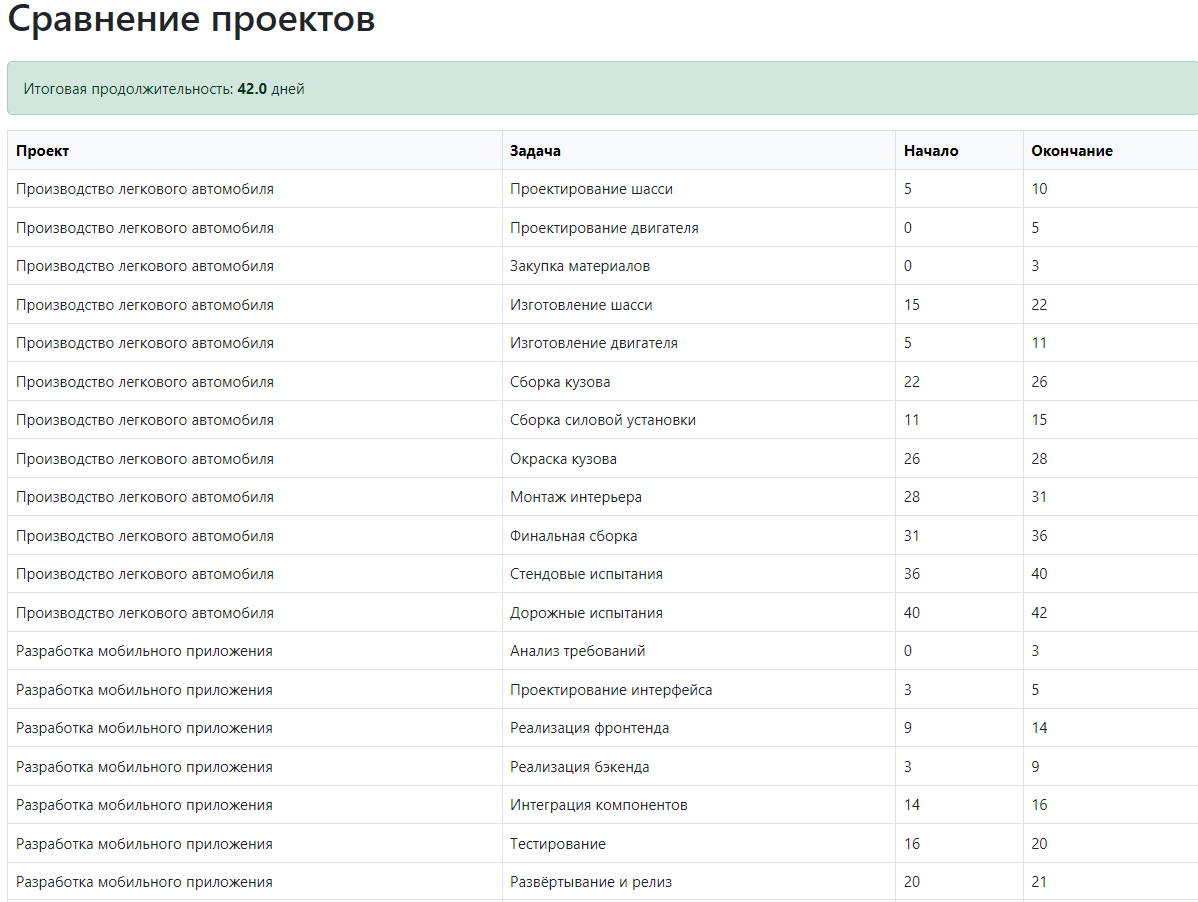 Сравнение проектов
Итоговая продолжительность: 42.0 дней
Проект Задача Начало Окончание
Производство легкового автомобиля Проектирование шасси 5 10
Производство легкового автомобиля Проектирование двигателя 0 5
Производство легкового автомобиля Закупка материалов 0 3
Производство легкового автомобиля Изготовление шасси 15 22
Производство легкового автомобиля Изготовление двигателя 5 11
Производство легкового автомобиля Сборка кузова 22 26
Производство легкового автомобиля Сборка силовой установки 11 15
Производство легкового автомобиля Окраска кузова 26 28
Производство легкового автомобиля Монтаж интерьера 28 31
Производство легкового автомобиля Финальная сборка 31 36
Производство легкового автомобиля Стендовые испытания 36 40
Производство легкового автомобиля Дорожные испытания 40 42
Разработка мобильного приложения Анализ требований 0 3
Разработка мобильного приложения Проектирование интерфейса 3 5
Разработка мобильного приложения Реализация фронтенда 9 14
Разработка мобильного приложения Реализация бэкенда 3 9
Разработка мобильного приложения Интеграция компонентов 14 16
Разработка мобильного приложения Тестирование 16 20
Разработка мобильного приложения Развёртывание и релиз 20 21